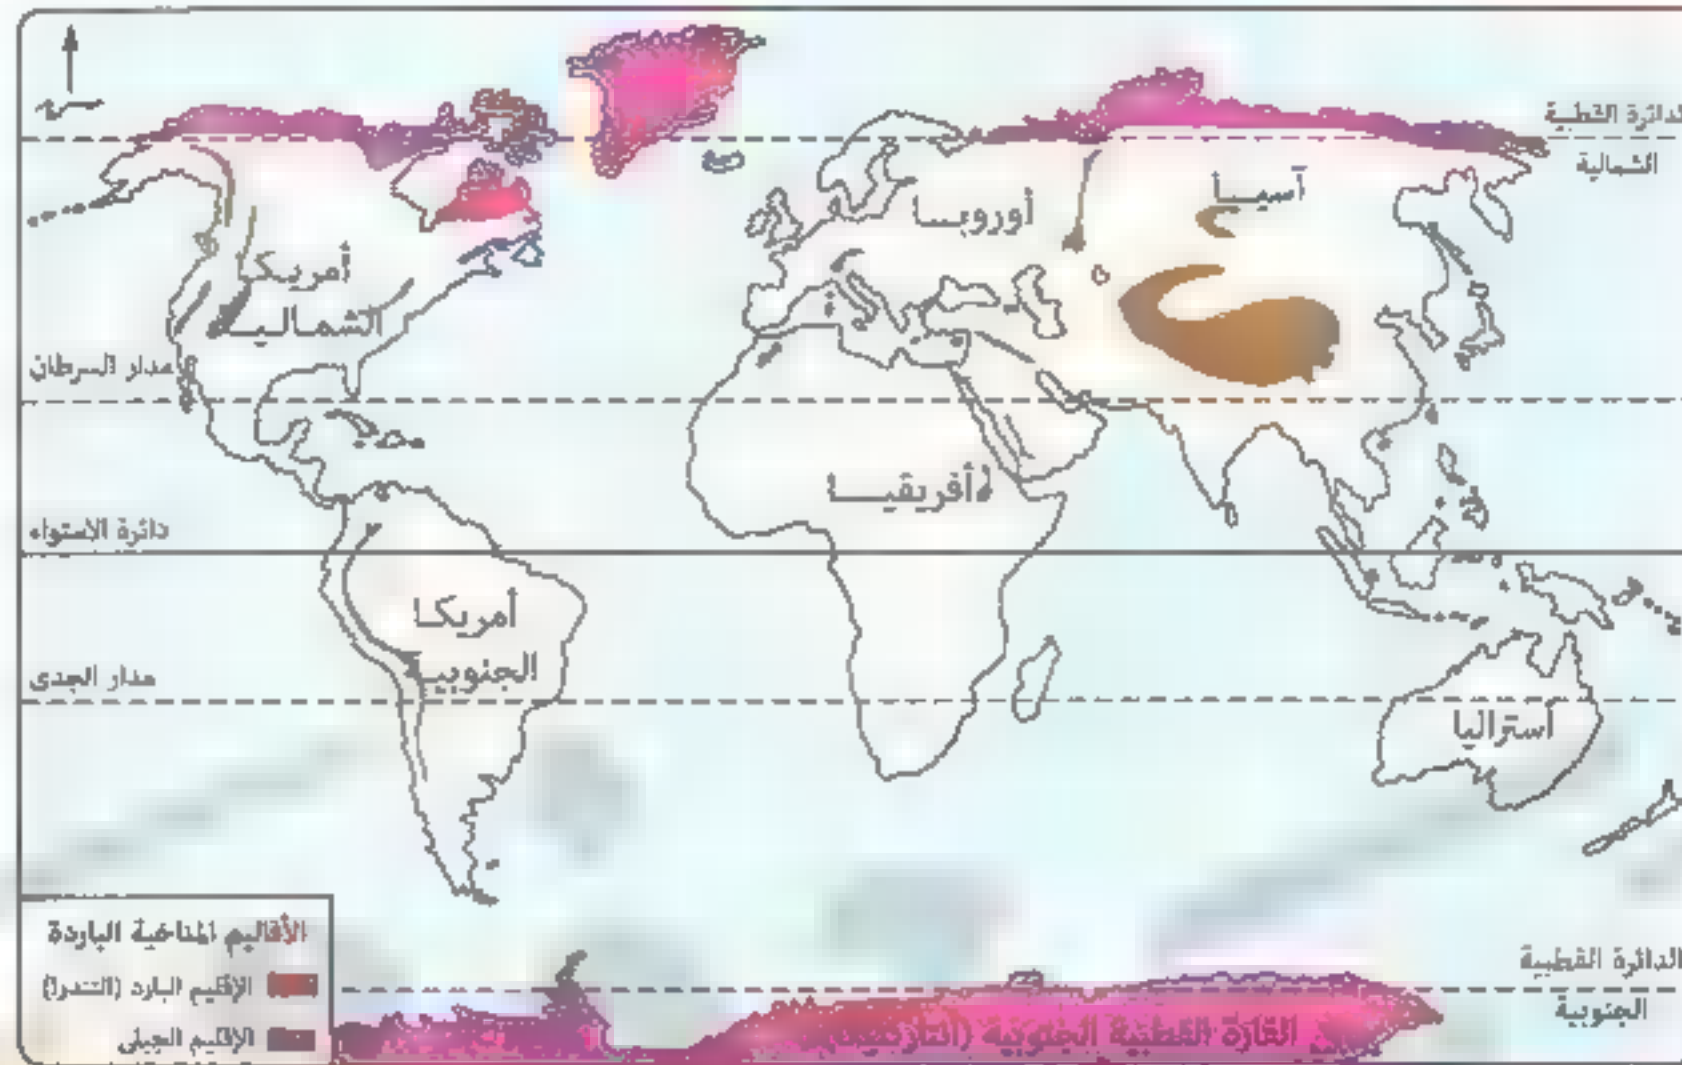 الدائرة القطبية
الشمالية
آسيا
أوروبا
أمريكا
الشماليـة
مدار السرطان
أفريقيا
دائرة الاستواء
أمريكا
الجنوبية
مدار الجدى
أستراليا
الأقاليم المناخية الباردة
الإقليم البارد (التندرا)
الإقليم الجبلى
الدائرة القطبية
الجنوبية
القارة القطبية الجنوبية